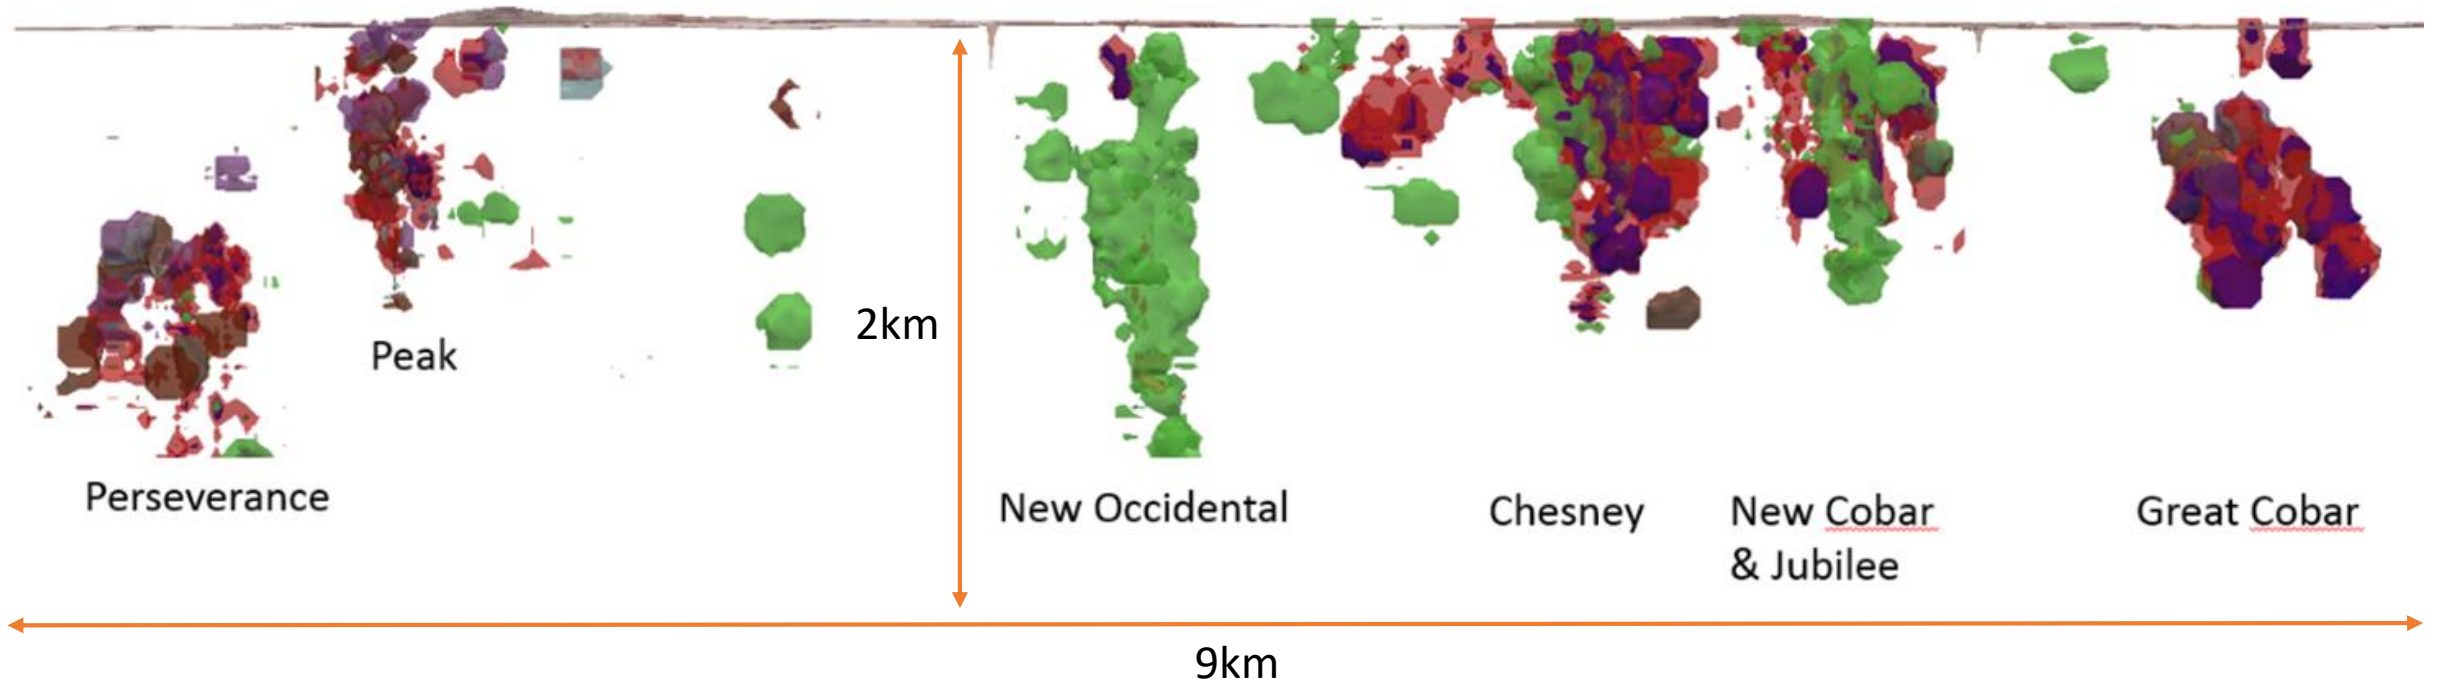 2km
Peak
Perseverance
New Occidental
Chesney
New Cobar
& Jubilee
Great Cobar
9km